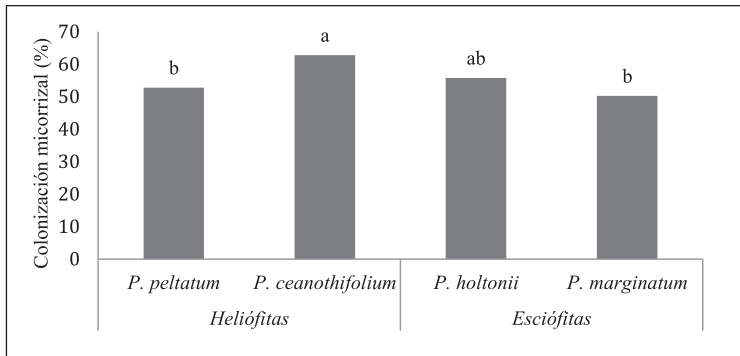 Colonización micorrizal (%)
70
60
50
40
30
20
10
0
b
a
ab
b
P. peltatum
P. ceanothifolium
P. holtonii
P. marginatum
Heliófitas
Esciófitas